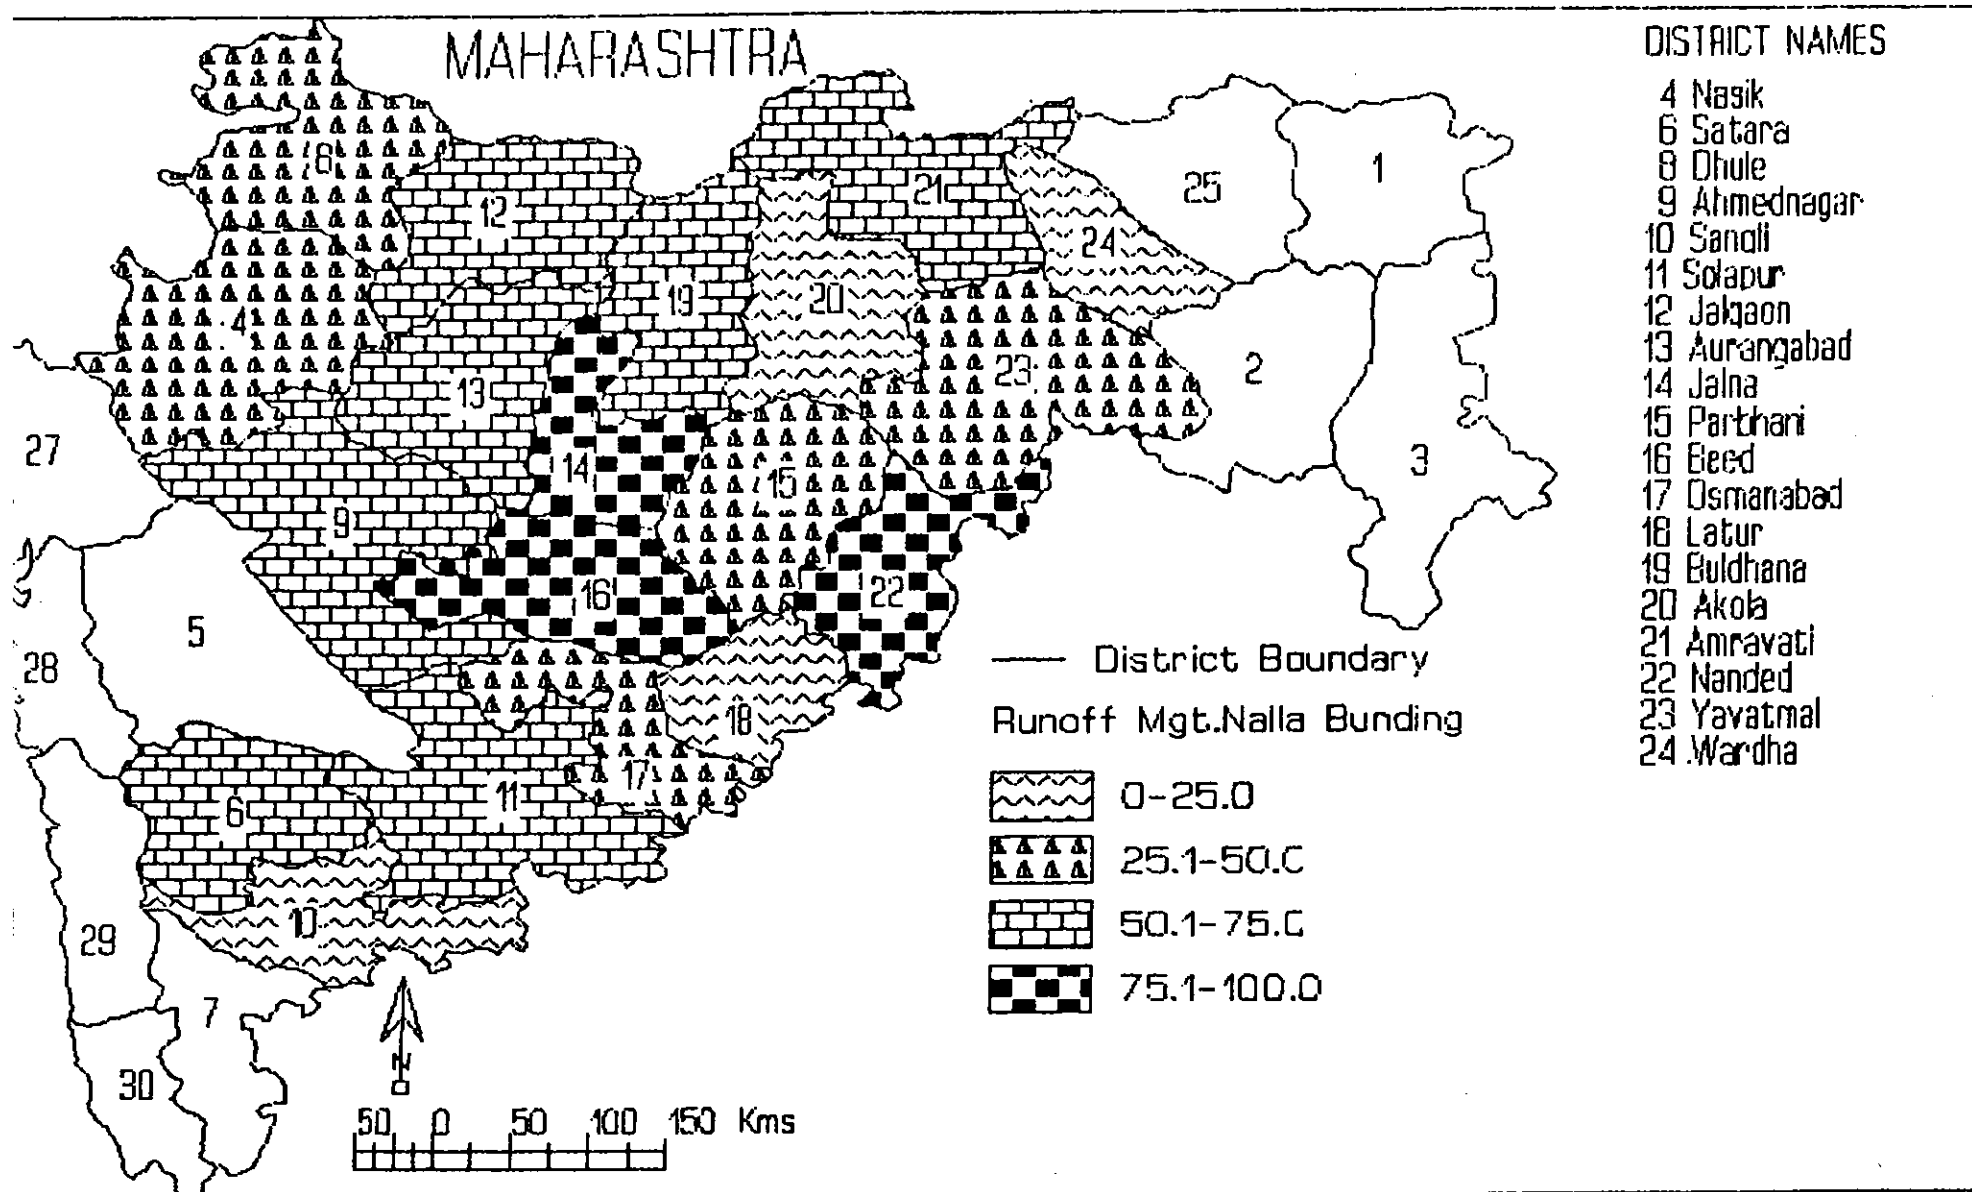 MAHARASHTRA
DISTRICT NAMES
4 Nasik
6 Satara
8 Dhule
9 Ahmednagar
10 Sangli
11 Solapur
12 Jalgaon
13 Aurangabad
14 Jalna
15 Parbhani
16 Beed
17 Osmanabad
18 Latur
19 Buldhana
20 Akola
21 Amravati
22 Nanded
23 Yavatmal
24 .Wardha
6
12
21
25
1
24
19
20
4
23
2
13
27
14
15
3
9
16
22
5
28
18
17
11
6
10
29
7
30
District Boundary
Runoff Mgt.Nalla Bunding
0-25.0
25.1-50.0
50.1-75.0
75.1-100.0
N
50 0 50 100 150 Kms